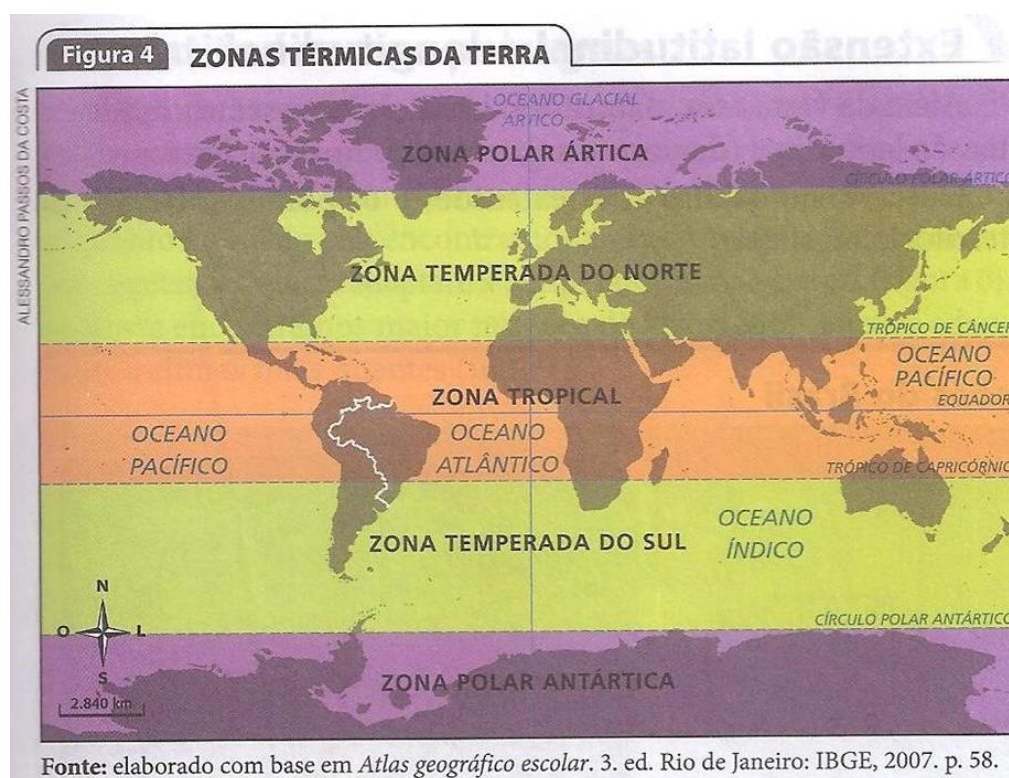 Figura 4 ZONAS TÉRMICAS DA TERRA
ALESSANDRO PASSOS DA COSTA
OCEANO GLACIAL
ÁRTICO
ZONA POLAR ÁRTICA
CÍRCULO POLAR ÁRTICO
ZONA TEMPERADA DO NORTE
TRÓPICO DE CÂNCER
OCEANO
PACÍFICO
ZONA TROPICAL
EQUADOR
OCEANO
PACÍFICO
OCEANO
ATLÂNTICO
TRÓPICO DE CAPRICÓRNIO
OCEANO
ÍNDICO
ZONA TEMPERADA DO SUL
N
O L
S
CÍRCULO POLAR ANTÁRTICO
ZONA POLAR ANTÁRTICA
2.840 km
Fonte: elaborado com base em Atlas geográfico escolar. 3. ed. Rio de Janeiro: IBGE, 2007. p. 58.